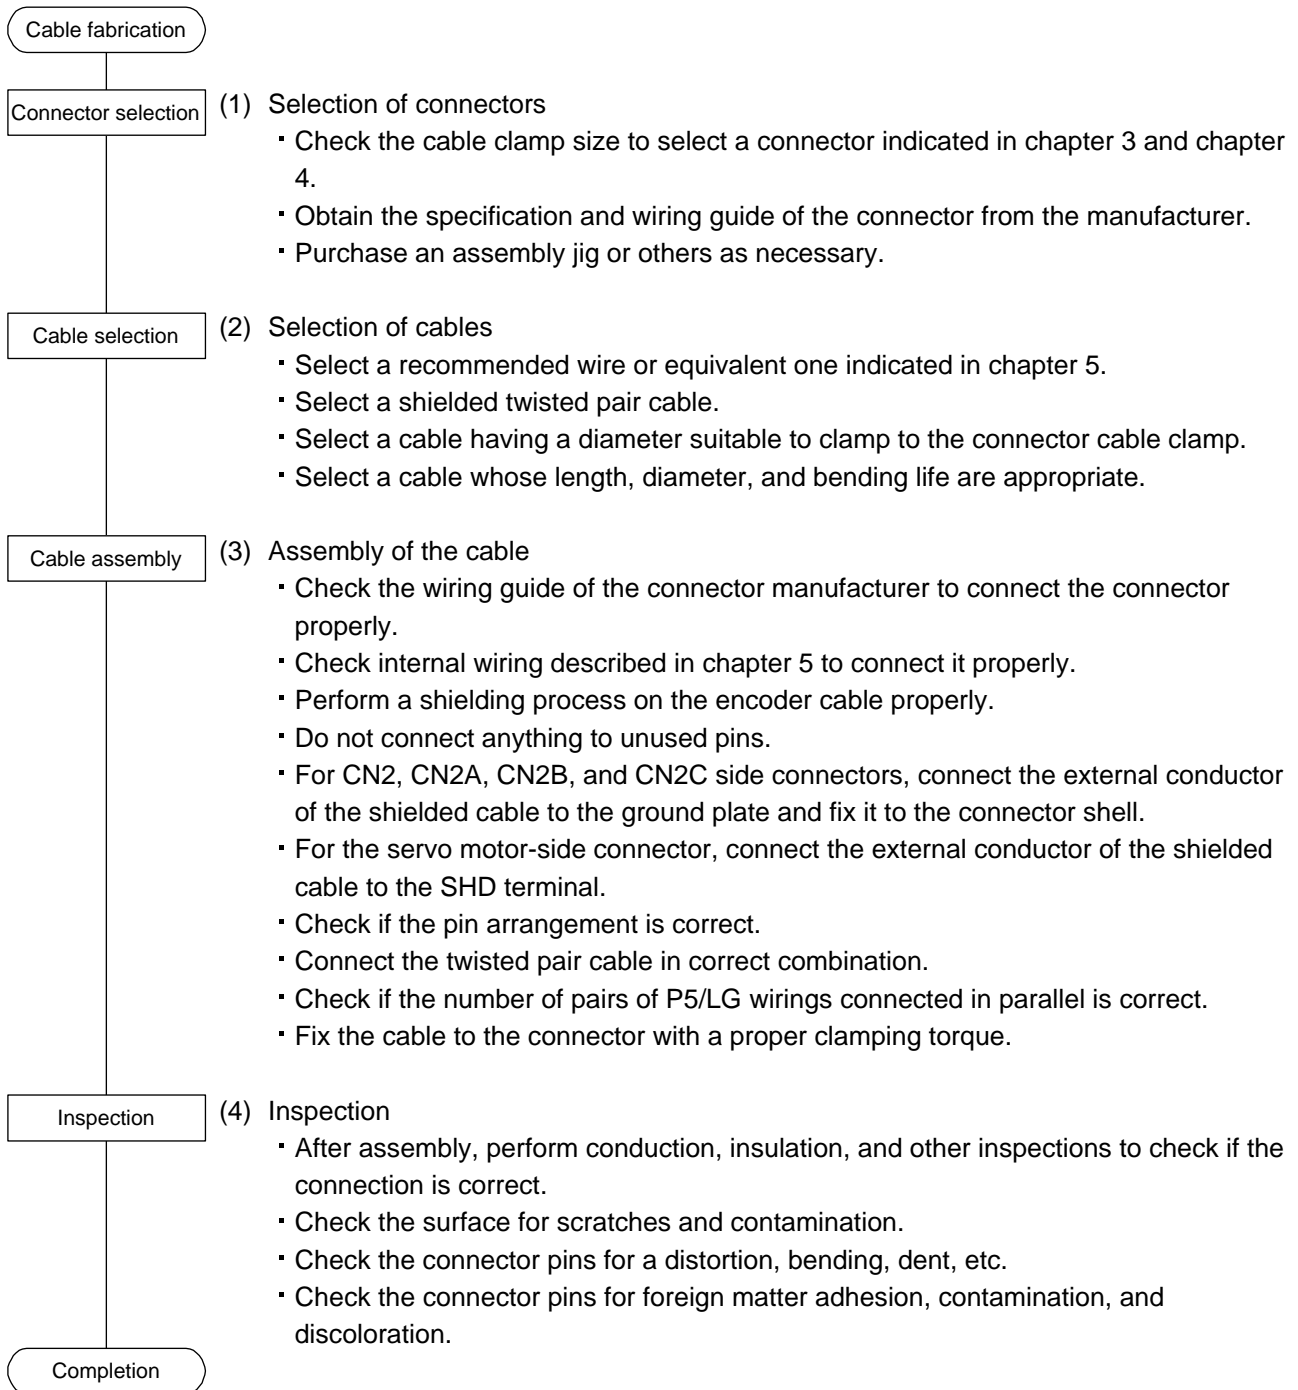 Cable fabrication
Connector selection
(1) Selection of connectors
・Check the cable clamp size to select a connector indicated in chapter 3 and chapter
4.
・Obtain the specification and wiring guide of the connector from the manufacturer.
・Purchase an assembly jig or others as necessary.
Cable selection
(2) Selection of cables
・Select a recommended wire or equivalent one indicated in chapter 5.
・Select a shielded twisted pair cable.
・Select a cable having a diameter suitable to clamp to the connector cable clamp.
・Select a cable whose length, diameter, and bending life are appropriate.
Cable assembly
(3) Assembly of the cable
・Check the wiring guide of the connector manufacturer to connect the connector
properly.
・Check internal wiring described in chapter 5 to connect it properly.
・Perform a shielding process on the encoder cable properly.
・Do not connect anything to unused pins.
・For CN2, CN2A, CN2B, and CN2C side connectors, connect the external conductor
of the shielded cable to the ground plate and fix it to the connector shell.
・For the servo motor-side connector, connect the external conductor of the shielded
cable to the SHD terminal.
・Check if the pin arrangement is correct.
・Connect the twisted pair cable in correct combination.
・Check if the number of pairs of P5/LG wirings connected in parallel is correct.
・Fix the cable to the connector with a proper clamping torque.
Inspection
(4) Inspection
・After assembly, perform conduction, insulation, and other inspections to check if the
connection is correct.
・Check the surface for scratches and contamination.
・Check the connector pins for a distortion, bending, dent, etc.
・Check the connector pins for foreign matter adhesion, contamination, and
discoloration.
Completion